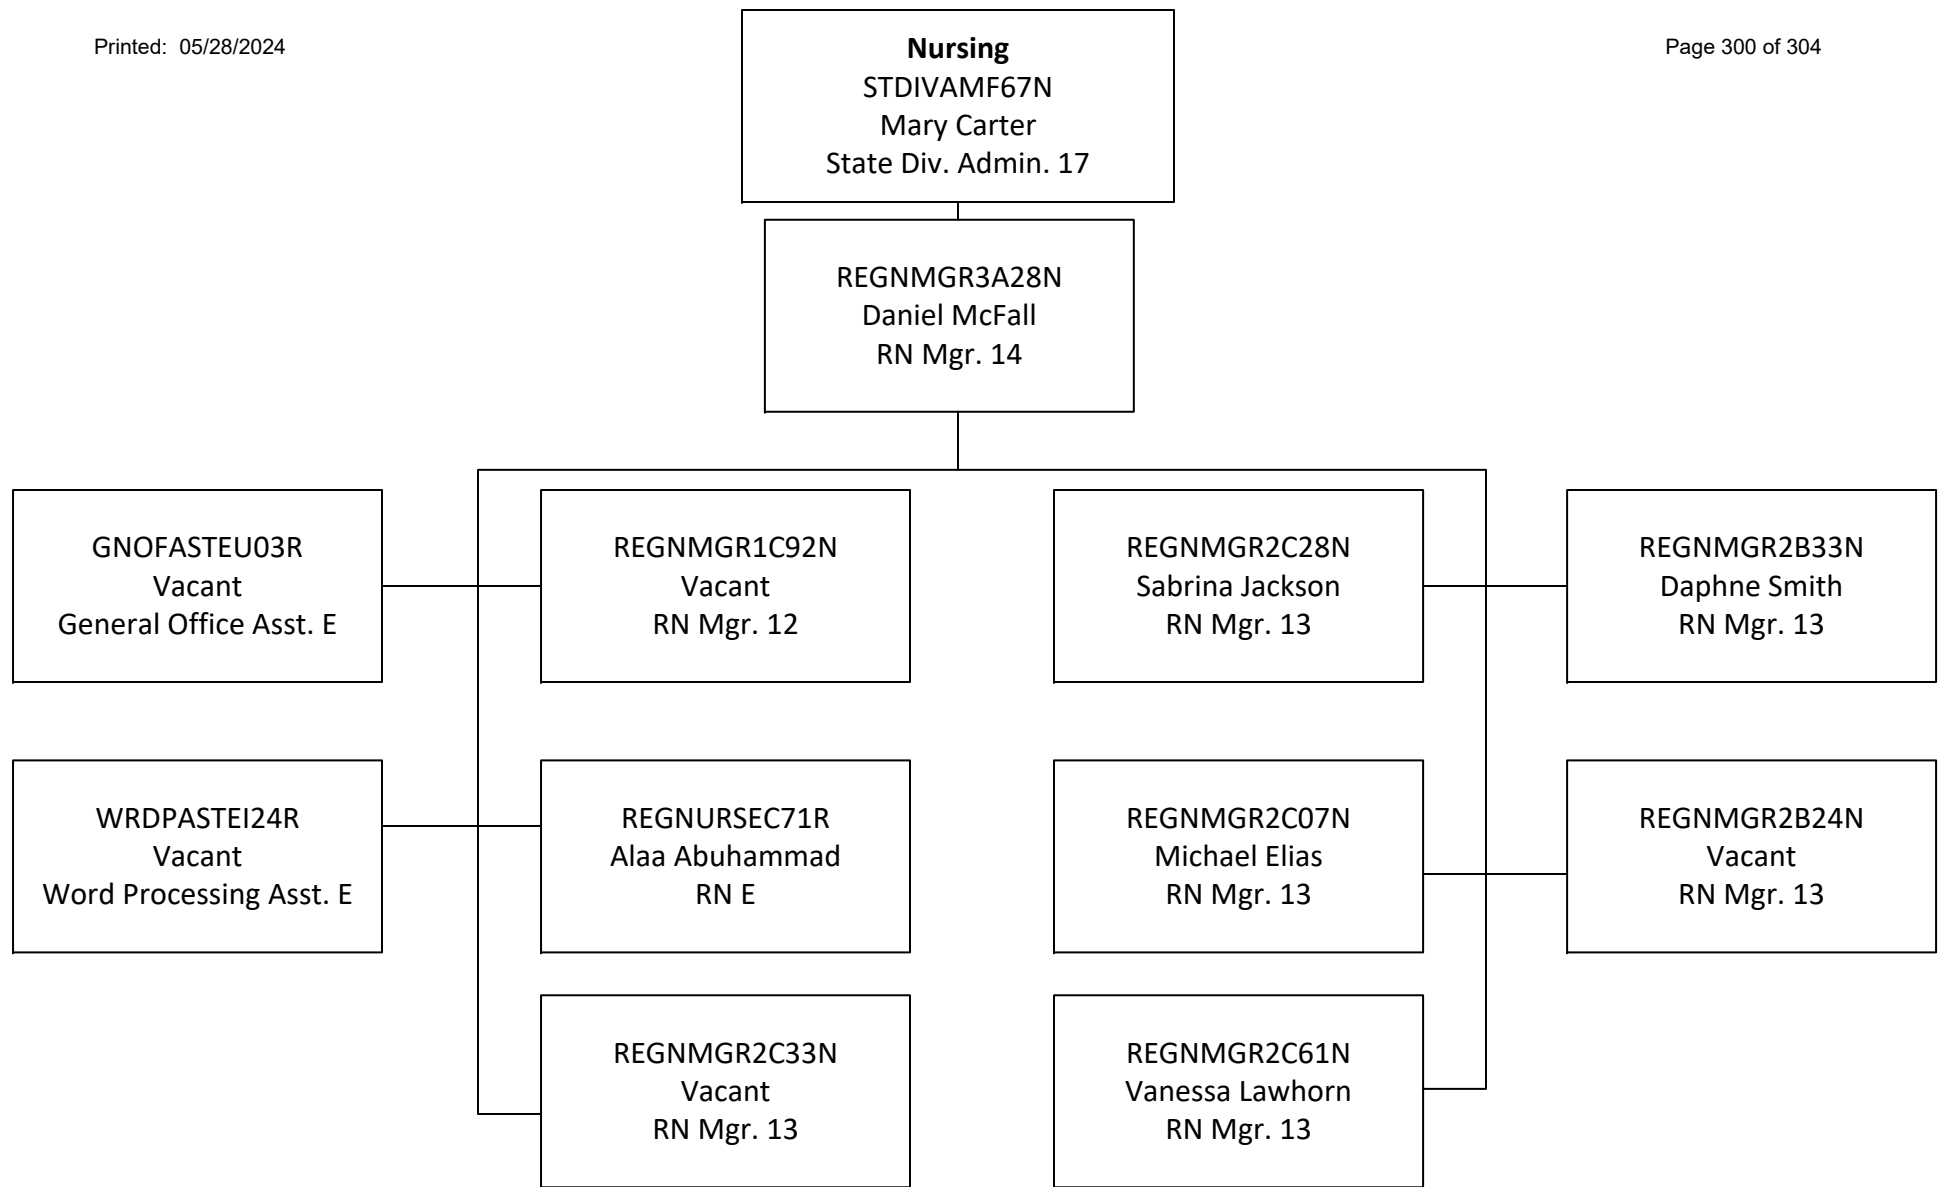 Printed: 05/28/2024
Page 300 of 304
Nursing
STDIVAMF67N
Mary Carter
State Div. Admin. 17
REGNMGR3A28N
Daniel McFall
RN Mgr. 14
GNOFASTEU03R
Vacant
General Office Asst. E
REGNMGR1C92N
Vacant
RN Mgr. 12
REGNMGR2C28N
Sabrina Jackson
RN Mgr. 13
REGNMGR2B33N
Daphne Smith
RN Mgr. 13
WRDPASTEI24R
Vacant
Word Processing Asst. E
REGNURSEC71R
Alaa Abuhammad
RN E
REGNMGR2C07N
Michael Elias
RN Mgr. 13
REGNMGR2B24N
Vacant
RN Mgr. 13
REGNMGR2C33N
Vacant
RN Mgr. 13
REGNMGR2C61N
Vanessa Lawhorn
RN Mgr. 13